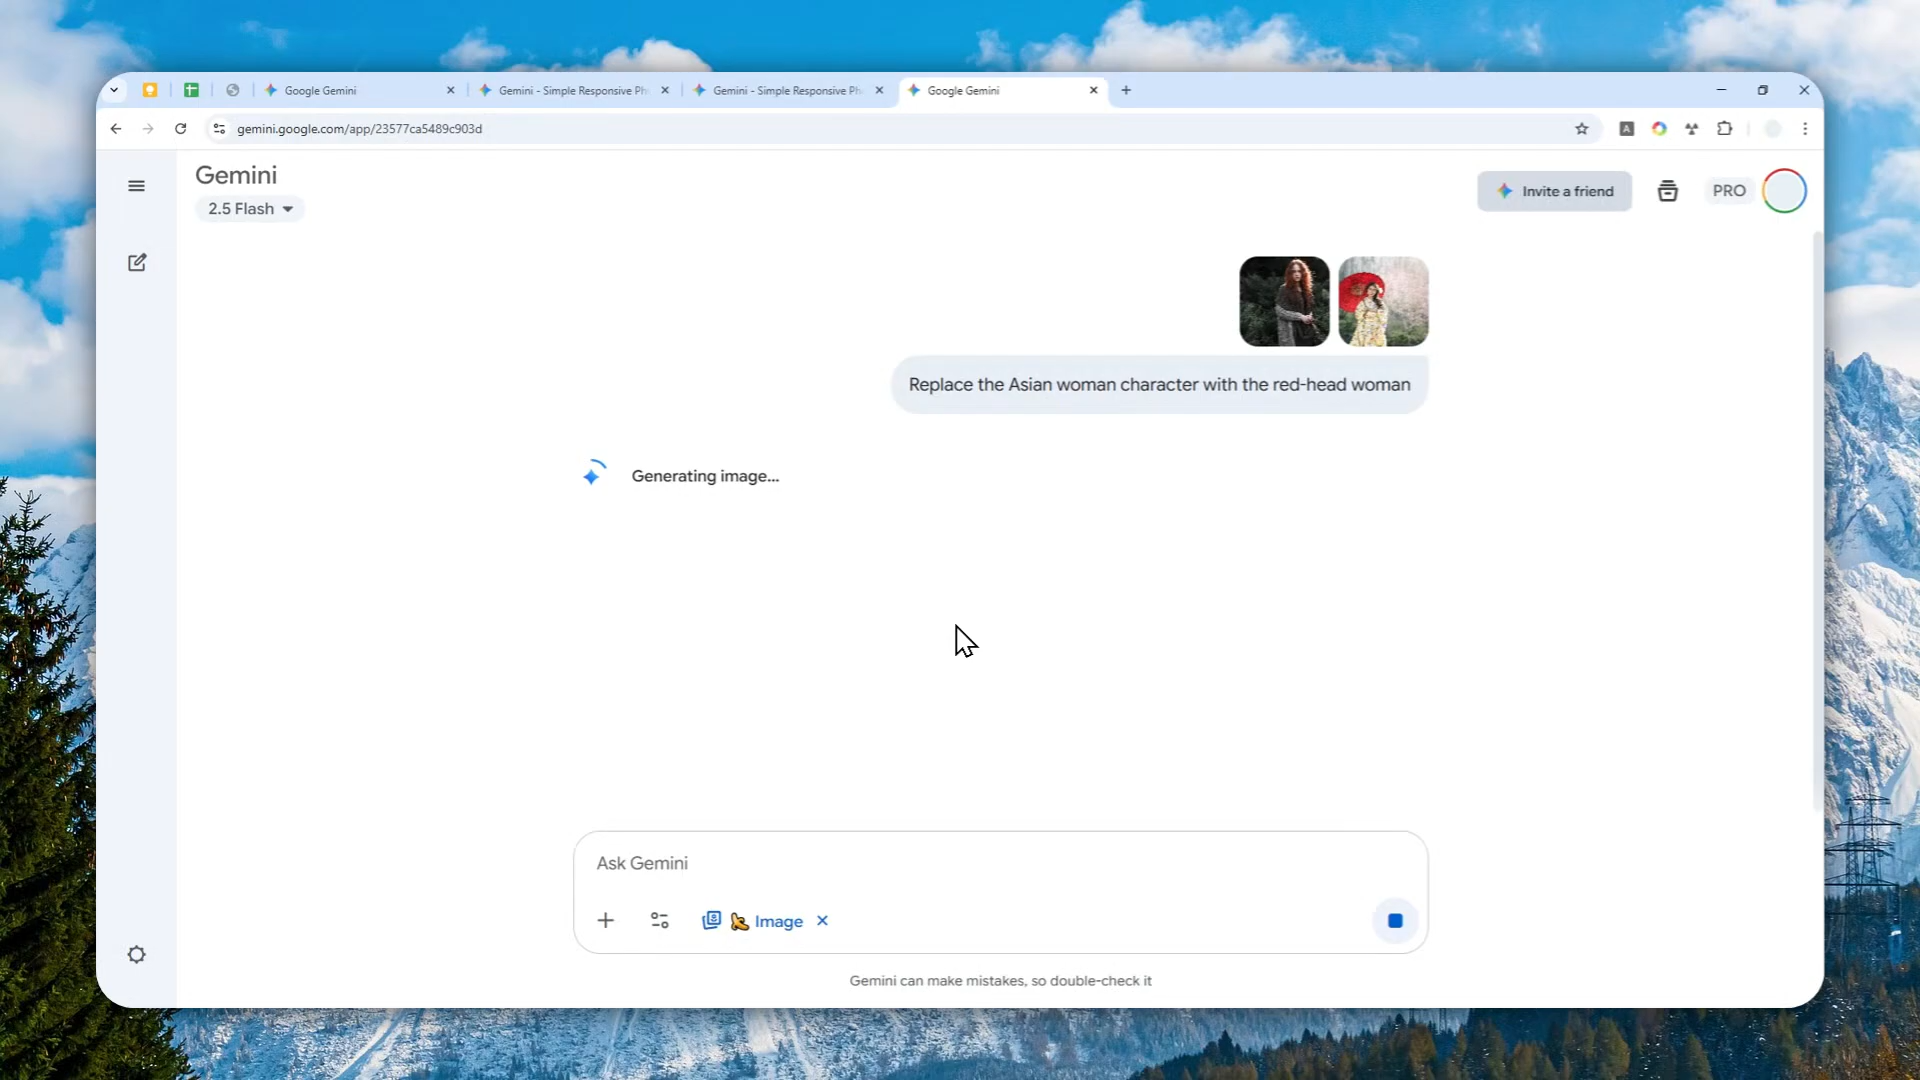 Google Gemini
Gemini - Simple Responsive Ph
Gemini - Simple Responsive Ph
Google Gemini
gemini.google.com/app/23577ca5489c903d
A
Gemini
2.5 Flash
Invite a friend
PRO
Replace the Asian woman character with the red-head woman
Generating image...
Ask Gemini
Image
Gemini can make mistakes, so double-check it